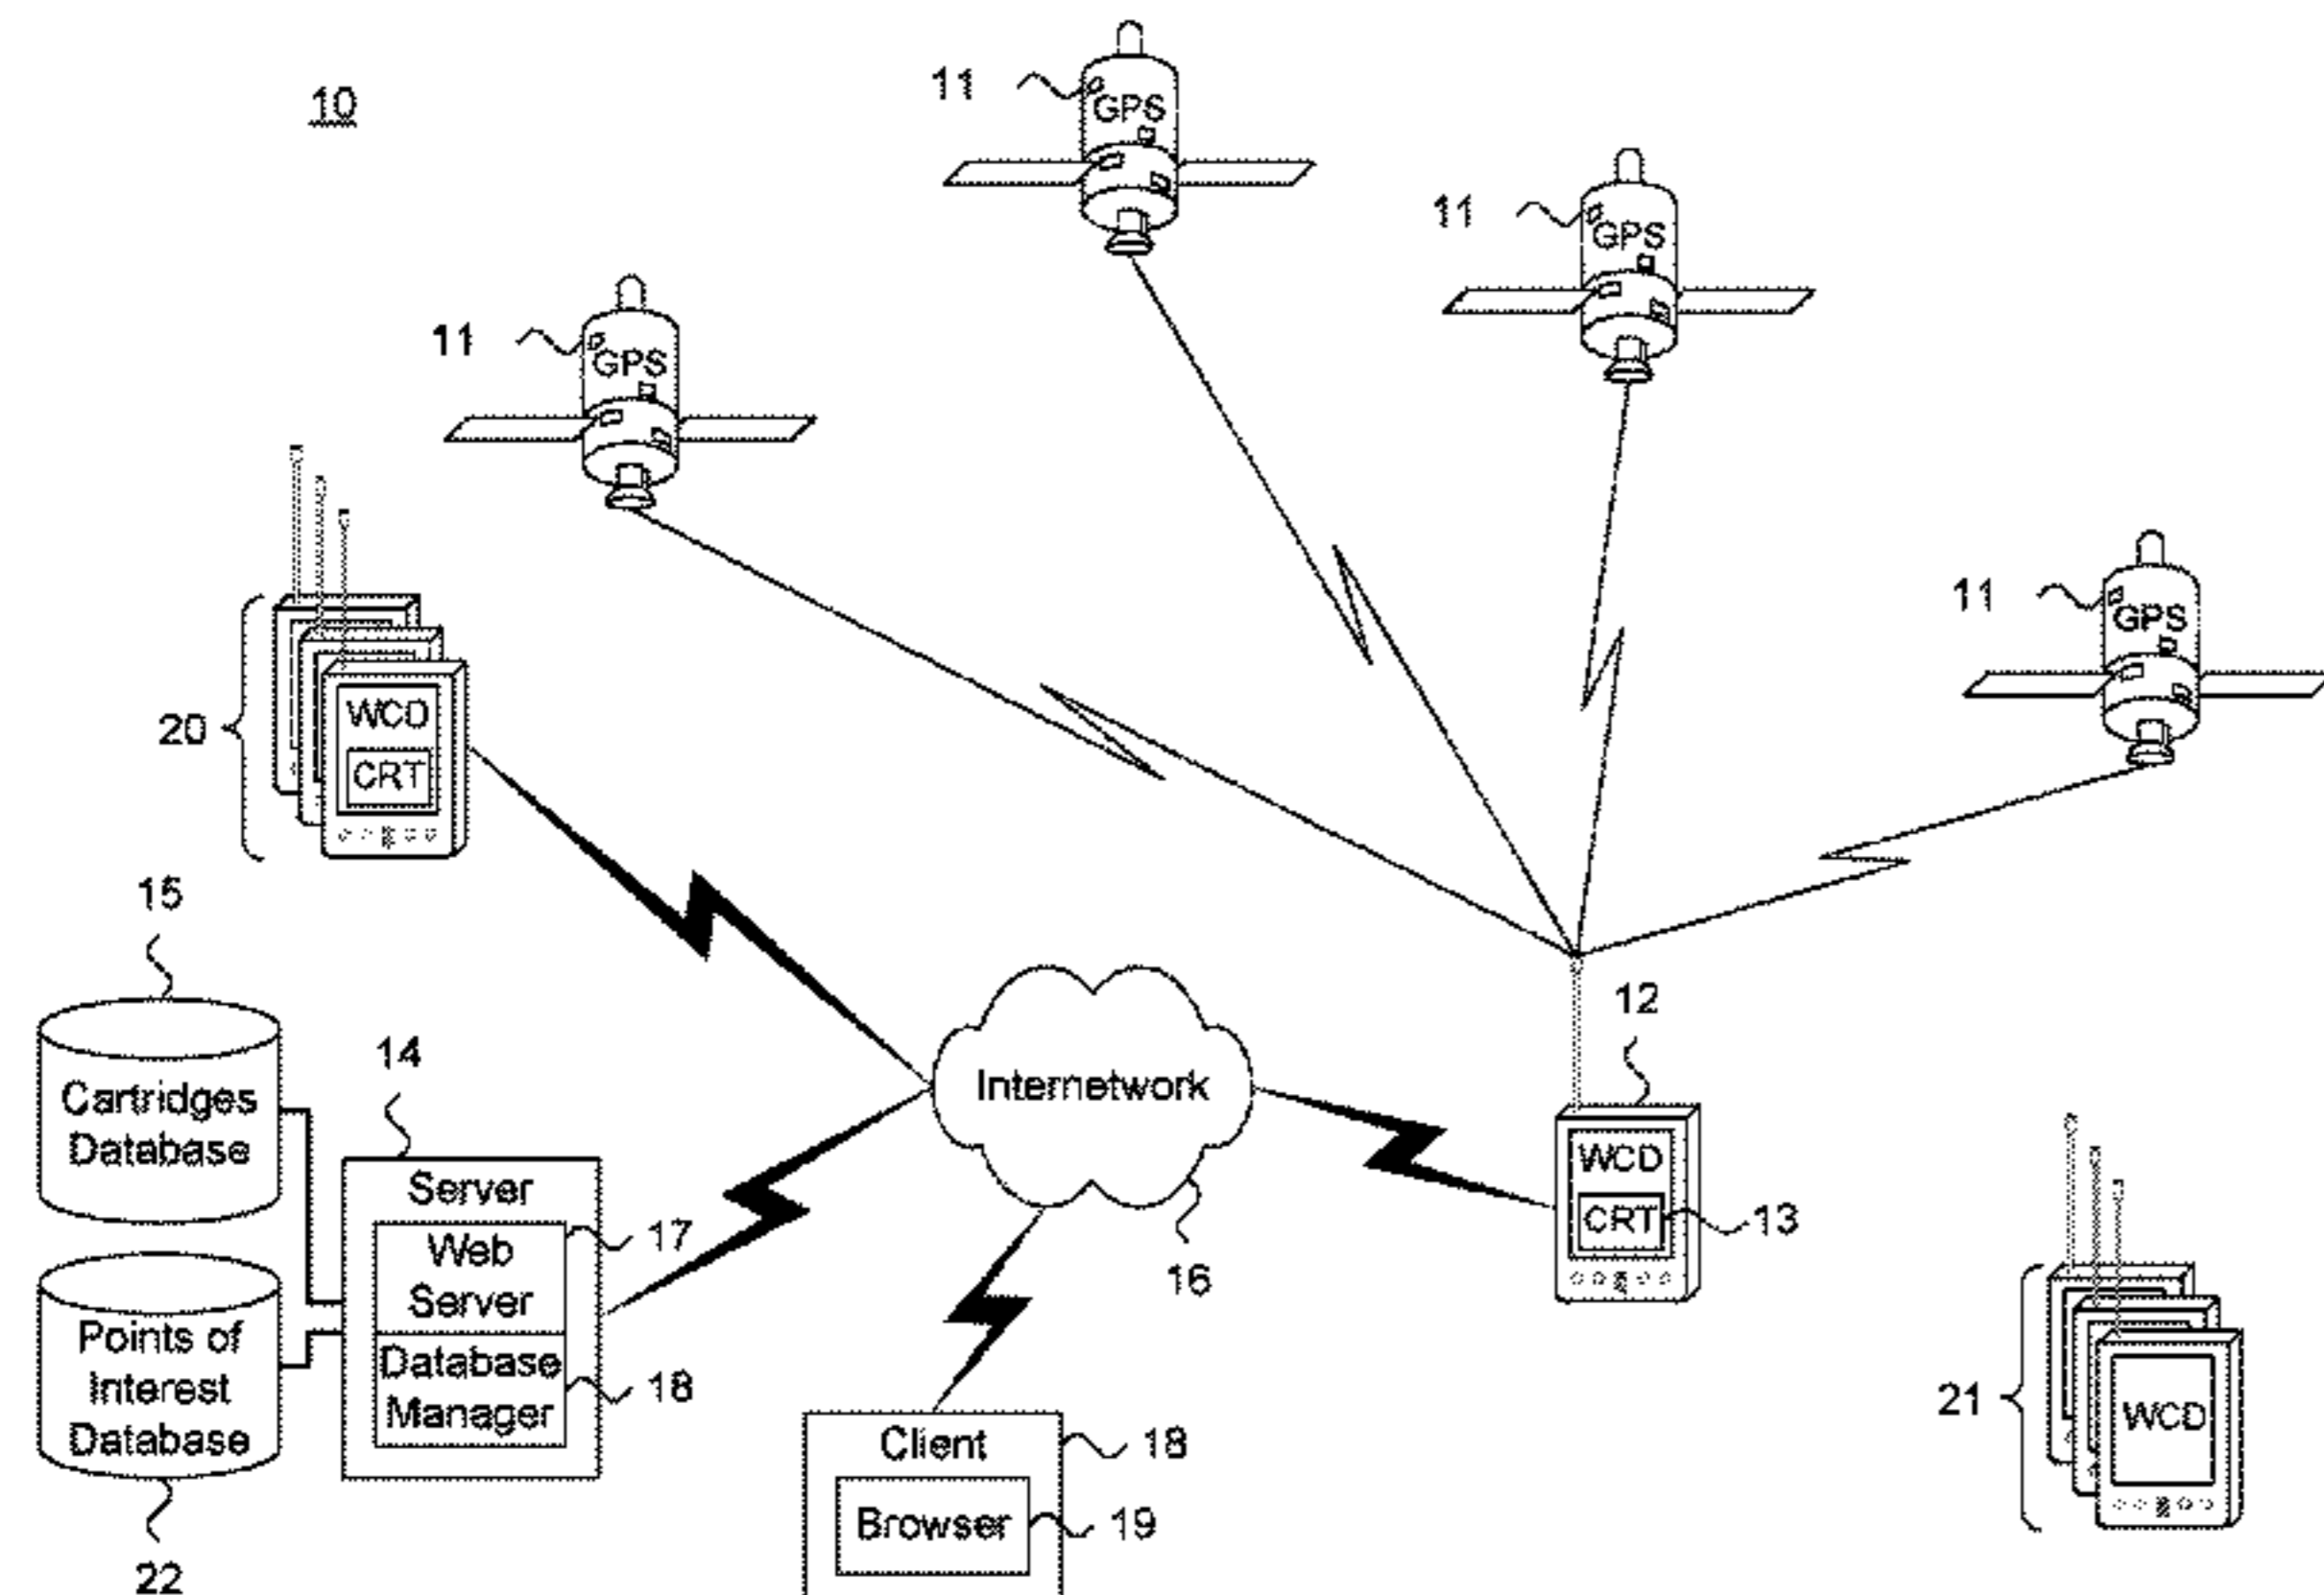 10
11
GPS
11
GPS
11
GPS
11
GPS
20
WCD
CRT
15
Cartridges
Database
14
Server
Web
Server
17
Database
Manager
18
Points of
Interest
Database
22
Internetwork
16
12
WCD
CRT
13
Client
18
Browser
19
21
WCD